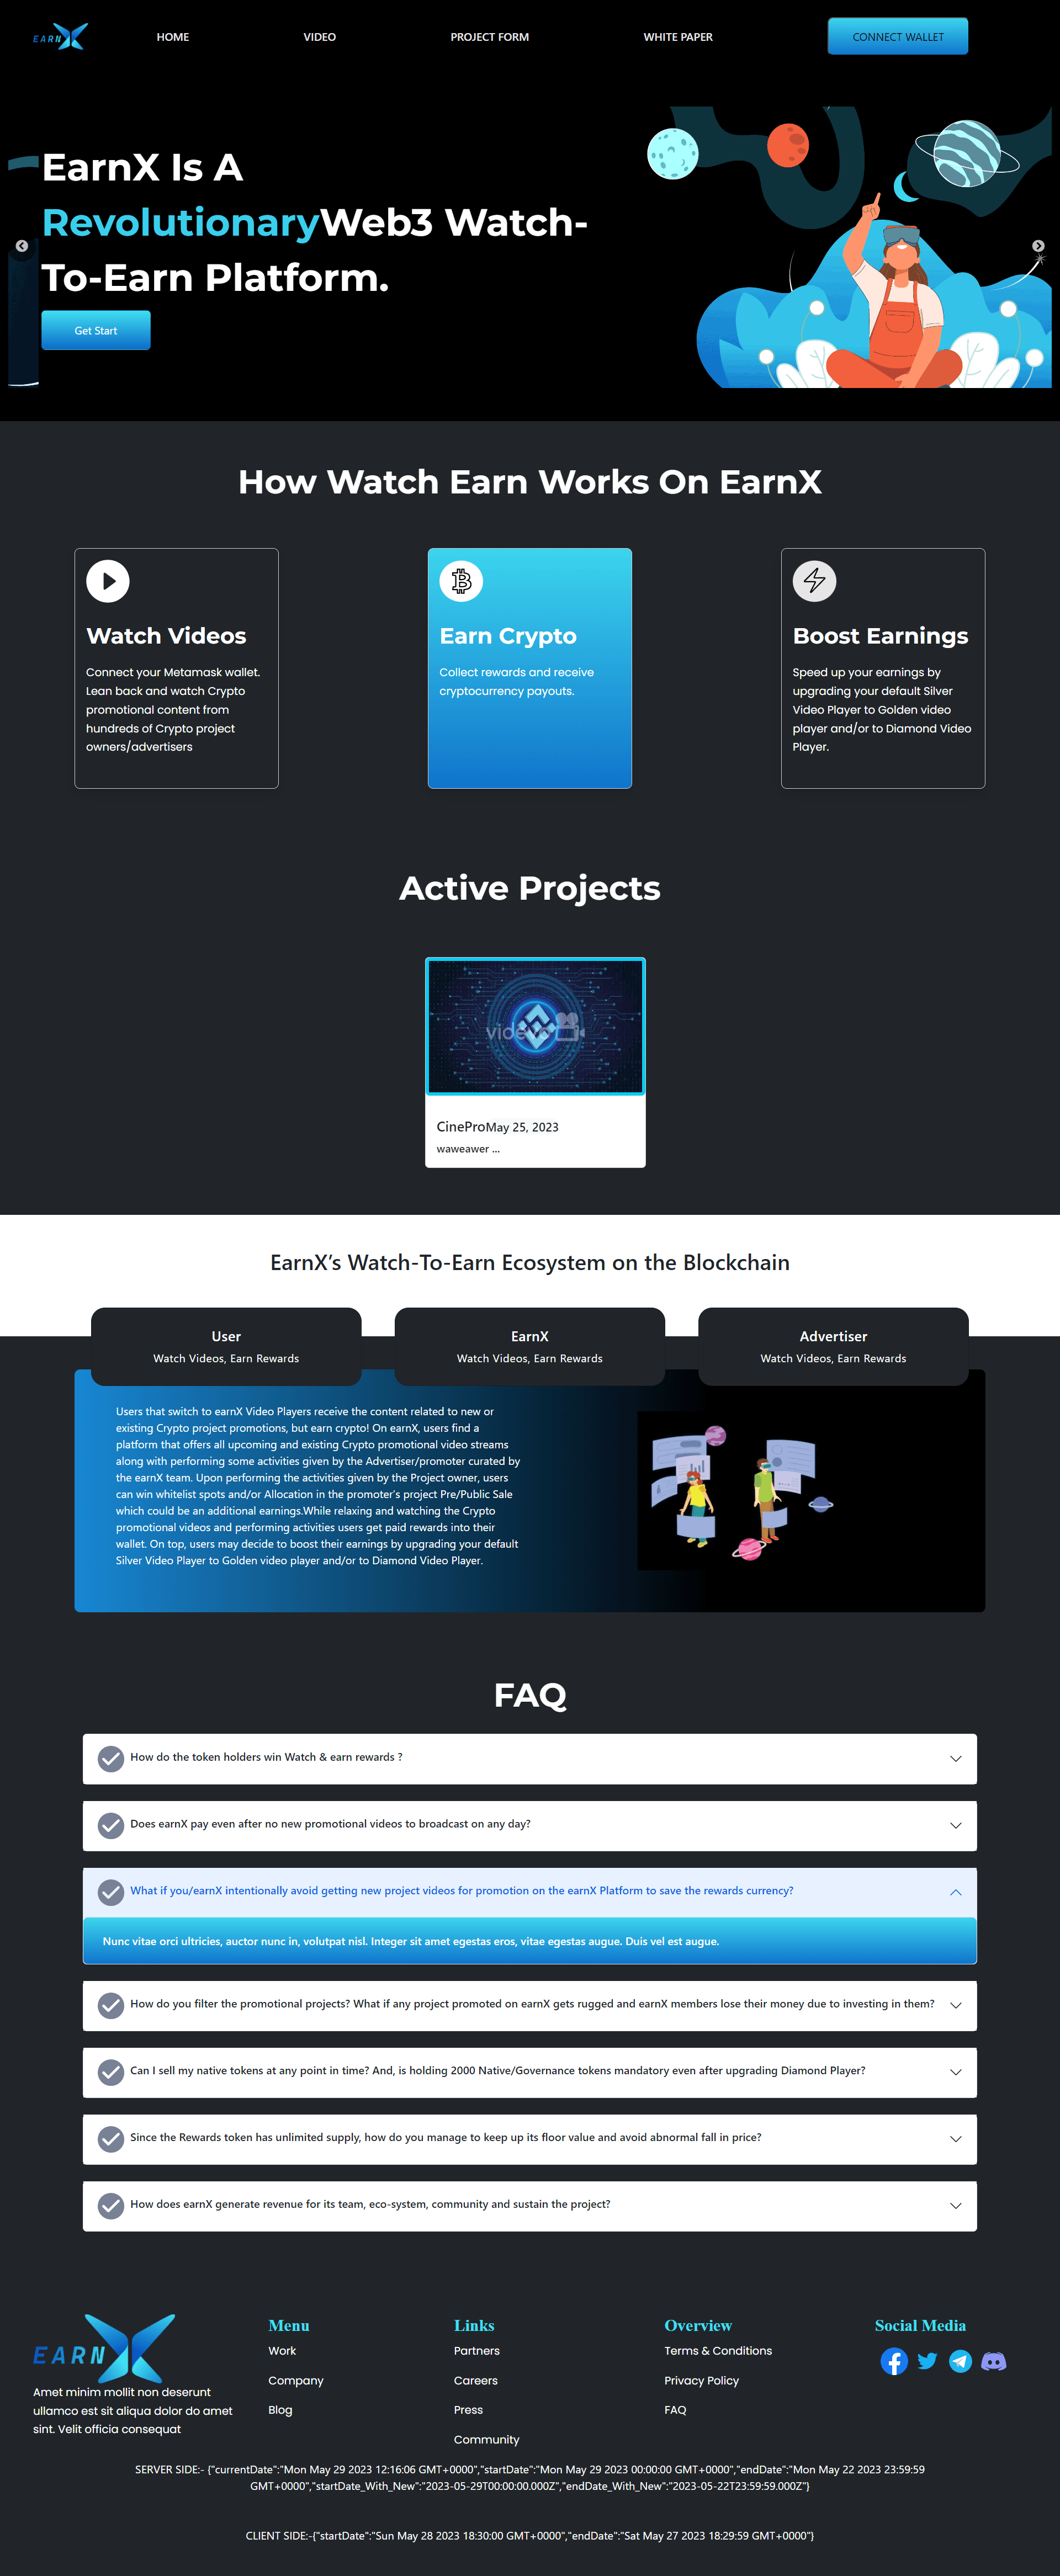 EARN
HOME
VIDEO
PROJECT FORM
WHITE PAPER
CONNECT WALLET
EarnX Is A
RevolutionaryWeb3 Watch-
To-Earn Platform.
Get Start
How Watch Earn Works On EarnX
Watch Videos
Connect your Metamask wallet.
Lean back and watch Crypto
promotional content from
hundreds of Crypto project
owners/advertisers
Earn Crypto
Collect rewards and receive
cryptocurrency payouts.
Boost Earnings
Speed up your earnings by
upgrading your default Silver
Video Player to Golden video
player and/or to Diamond Video
Player.
Active Projects
video
CineProMay 25, 2023
waweawer ...
EarnX’s Watch-To-Earn Ecosystem on the Blockchain
User
Watch Videos, Earn Rewards
EarnX
Watch Videos, Earn Rewards
Advertiser
Watch Videos, Earn Rewards
Users that switch to earnX Video Players receive the content related to new or
existing Crypto project promotions, but earn crypto! On earnX, users find a
platform that offers all upcoming and existing Crypto promotional video streams
along with performing some activities given by the Advertiser/promoter curated by
the earnX team. Upon performing the activities given by the Project owner, users
can win whitelist spots and/or Allocation in the promoter's project Pre/Public Sale
which could be an additional earnings.While relaxing and watching the Crypto
promotional videos and performing activities users get paid rewards into their
wallet. On top, users may decide to boost their earnings by upgrading your default
Silver Video Player to Golden video player and/or to Diamond Video Player.
FAQ
How do the token holders win Watch & earn rewards ?
Does earnX pay even after no new promotional videos to broadcast on any day?
What if you/earnX intentionally avoid getting new project videos for promotion on the earnX Platform to save the rewards currency?
Nunc vitae orci ultricies, auctor nunc in, volutpat nisl. Integer sit amet egestas eros, vitae egestas augue. Duis vel est augue.
How do you filter the promotional projects? What if any project promoted on earnX gets rugged and earnX members lose their money due to investing in them?
Can I sell my native tokens at any point in time? And, is holding 2000 Native/Governance tokens mandatory even after upgrading Diamond Player?
Since the Rewards token has unlimited supply, how do you manage to keep up its floor value and avoid abnormal fall in price?
How does earnX generate revenue for its team, eco-system, community and sustain the project?
EARN
Amet minim mollit non deserunt
ullamco est sit aliqua dolor do amet
sint. Velit officia consequat
Menu
Work
Company
Blog
Links
Partners
Careers
Press
Community
Overview
Terms & Conditions
Privacy Policy
FAQ
Social Media
SERVER SIDE:- {"currentDate":"Mon May 29 2023 12:16:06 GMT+0000","startDate":"Mon May 29 2023 00:00:00 GMT+0000","endDate":"Mon May 22 2023 23:59:59
GMT+0000","startDate_With_New":"2023-05-29T00:00:00.000Z","endDate_With_New":"2023-05-22T23:59:59.000Z"}
CLIENT SIDE:-{"startDate":"Sun May 28 2023 18:30:00 GMT+0000","endDate":"Sat May 27 2023 18:29:59 GMT+0000"}